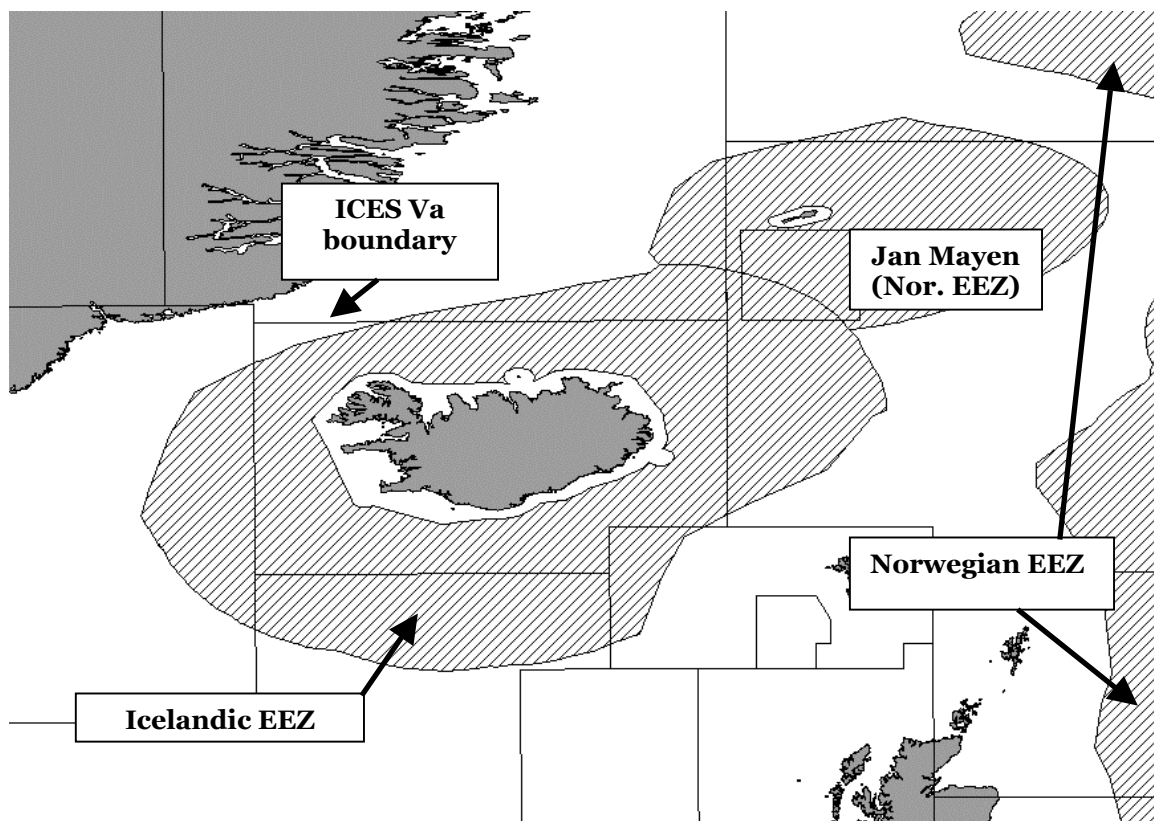 ICES Va
boundary
Jan Mayen
(Nor. EEZ)
Norwegian EEZ
Icelandic EEZ